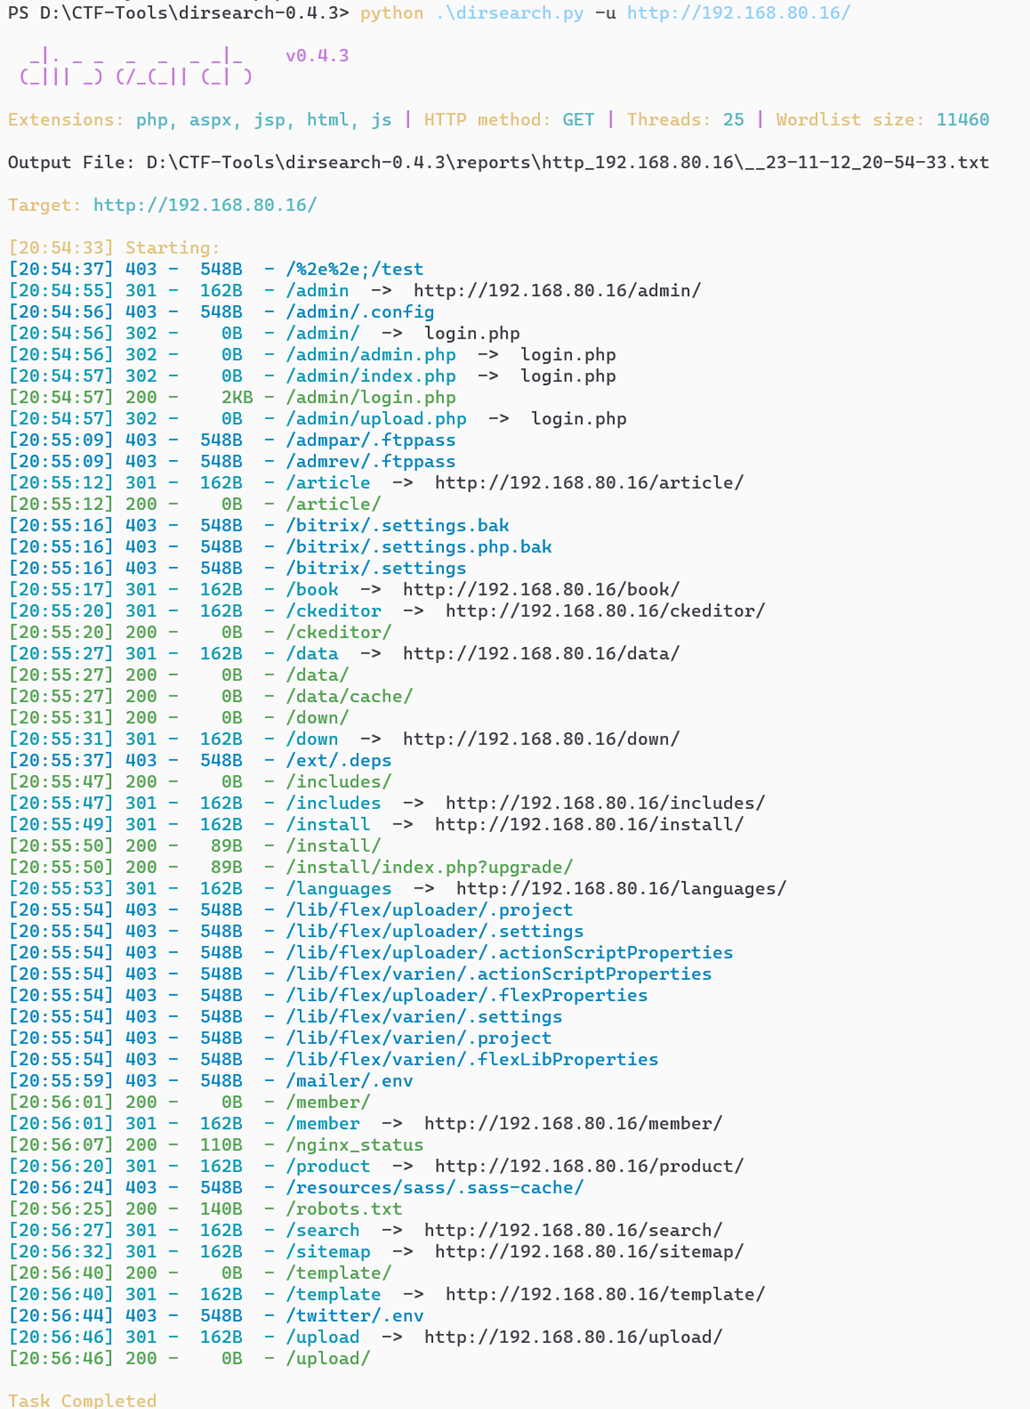 PS D:\CTF-Tools\dirsearch-0.4.3> python .\dirsearch.py -u http://192.168.80.16/
  _|. _ _  _  _  _ _|_    v0.4.3
 (_||| _) (/_(_|| (_| )
Extensions: php, aspx, jsp, html, js | HTTP method: GET | Threads: 25 | Wordlist size: 11460
Output File: D:\CTF-Tools\dirsearch-0.4.3\reports\http_192.168.80.16\__23-11-12_20-54-33.txt
Target: http://192.168.80.16/
[20:54:33] Starting:
[20:54:37] 403 -  548B  - /%2e%2e;/test
[20:54:55] 301 -  162B  - /admin  ->  http://192.168.80.16/admin/
[20:54:56] 403 -  548B  - /admin/.config
[20:54:56] 302 -    0B  - /admin/  ->  login.php
[20:54:56] 302 -    0B  - /admin/admin.php  ->  login.php
[20:54:57] 302 -    0B  - /admin/index.php  ->  login.php
[20:54:57] 200 -    2KB - /admin/login.php
[20:54:57] 302 -    0B  - /admin/upload.php  ->  login.php
[20:55:09] 403 -  548B  - /admpar/.ftppass
[20:55:09] 403 -  548B  - /admrev/.ftppass
[20:55:12] 301 -  162B  - /article  ->  http://192.168.80.16/article/
[20:55:12] 200 -    0B  - /article/
[20:55:16] 403 -  548B  - /bitrix/.settings.bak
[20:55:16] 403 -  548B  - /bitrix/.settings.php.bak
[20:55:16] 403 -  548B  - /bitrix/.settings
[20:55:17] 301 -  162B  - /book  ->  http://192.168.80.16/book/
[20:55:20] 301 -  162B  - /ckeditor  ->  http://192.168.80.16/ckeditor/
[20:55:20] 200 -    0B  - /ckeditor/
[20:55:27] 301 -  162B  - /data  ->  http://192.168.80.16/data/
[20:55:27] 200 -    0B  - /data/
[20:55:27] 200 -    0B  - /data/cache/
[20:55:31] 200 -    0B  - /down/
[20:55:31] 301 -  162B  - /down  ->  http://192.168.80.16/down/
[20:55:37] 403 -  548B  - /ext/.deps
[20:55:47] 200 -    0B  - /includes/
[20:55:47] 301 -  162B  - /includes  ->  http://192.168.80.16/includes/
[20:55:49] 301 -  162B  - /install  ->  http://192.168.80.16/install/
[20:55:50] 200 -   89B  - /install/
[20:55:50] 200 -   89B  - /install/index.php?upgrade/
[20:55:53] 301 -  162B  - /languages  ->  http://192.168.80.16/languages/
[20:55:54] 403 -  548B  - /lib/flex/uploader/.project
[20:55:54] 403 -  548B  - /lib/flex/uploader/.settings
[20:55:54] 403 -  548B  - /lib/flex/uploader/.actionScriptProperties
[20:55:54] 403 -  548B  - /lib/flex/varien/.actionScriptProperties
[20:55:54] 403 -  548B  - /lib/flex/uploader/.flexProperties
[20:55:54] 403 -  548B  - /lib/flex/varien/.settings
[20:55:54] 403 -  548B  - /lib/flex/varien/.project
[20:55:54] 403 -  548B  - /lib/flex/varien/.flexLibProperties
[20:55:59] 403 -  548B  - /mailer/.env
[20:56:01] 200 -    0B  - /member/
[20:56:01] 301 -  162B  - /member  ->  http://192.168.80.16/member/
[20:56:07] 200 -  110B  - /nginx_status
[20:56:20] 301 -  162B  - /product  ->  http://192.168.80.16/product/
[20:56:24] 403 -  548B  - /resources/sass/.sass-cache/
[20:56:25] 200 -  140B  - /robots.txt
[20:56:27] 301 -  162B  - /search  ->  http://192.168.80.16/search/
[20:56:32] 301 -  162B  - /sitemap  ->  http://192.168.80.16/sitemap/
[20:56:40] 200 -    0B  - /template/
[20:56:40] 301 -  162B  - /template  ->  http://192.168.80.16/template/
[20:56:44] 403 -  548B  - /twitter/.env
[20:56:46] 301 -  162B  - /upload  ->  http://192.168.80.16/upload/
[20:56:46] 200 -    0B  - /upload/
Task Completed